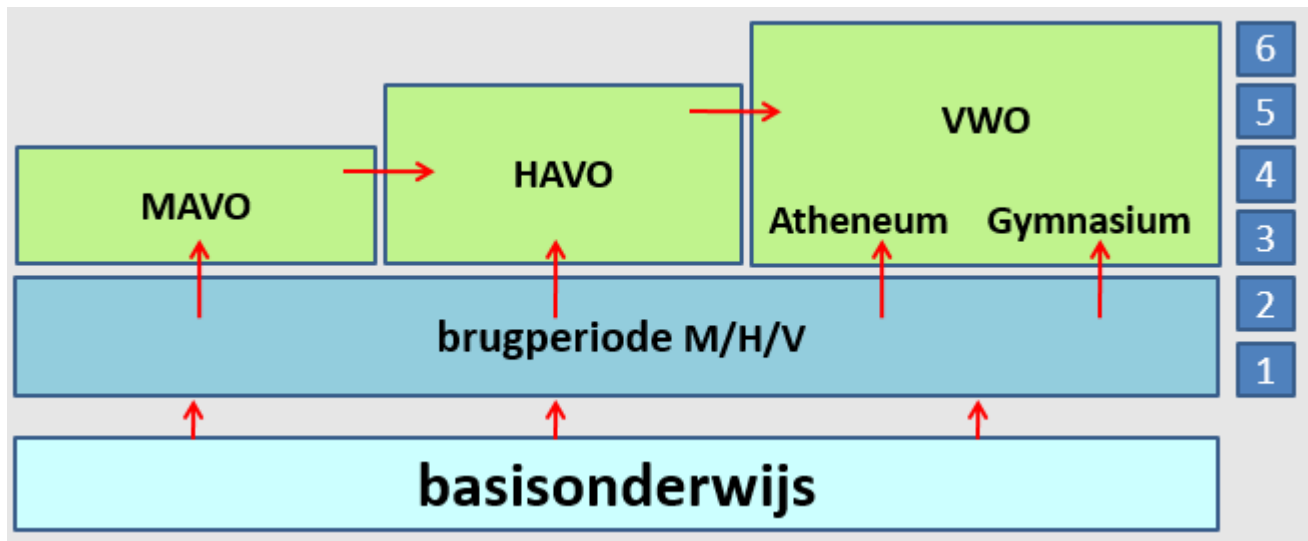 6
VWO
5
HAVO
4
MAVO
Atheneum Gymnasium
3
2
brugperiode M/H/V
1
basisonderwijs